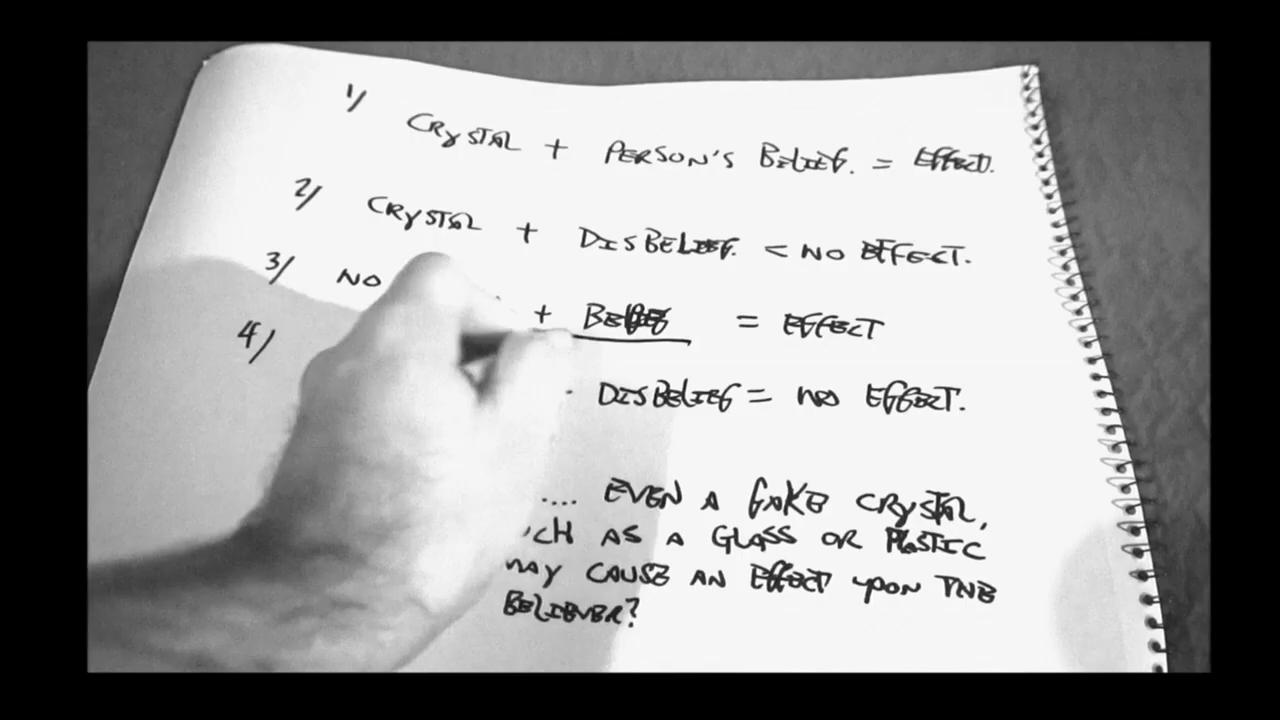 1/ CRYSTAL + PERSON'S BELIEF. = EFFECT.
2/ CRYSTAL + DISBELIEF. < NO EFFECT.
3/ NO + BELIEF = EFFECT
4/ DISBELIEF = NO EFFECT.
.... EVEN A FAKE CRYSTAL,
AS A GLASS OR PLASTIC
MAY CAUSE AN EFFECT UPON THE
BELIEVER?